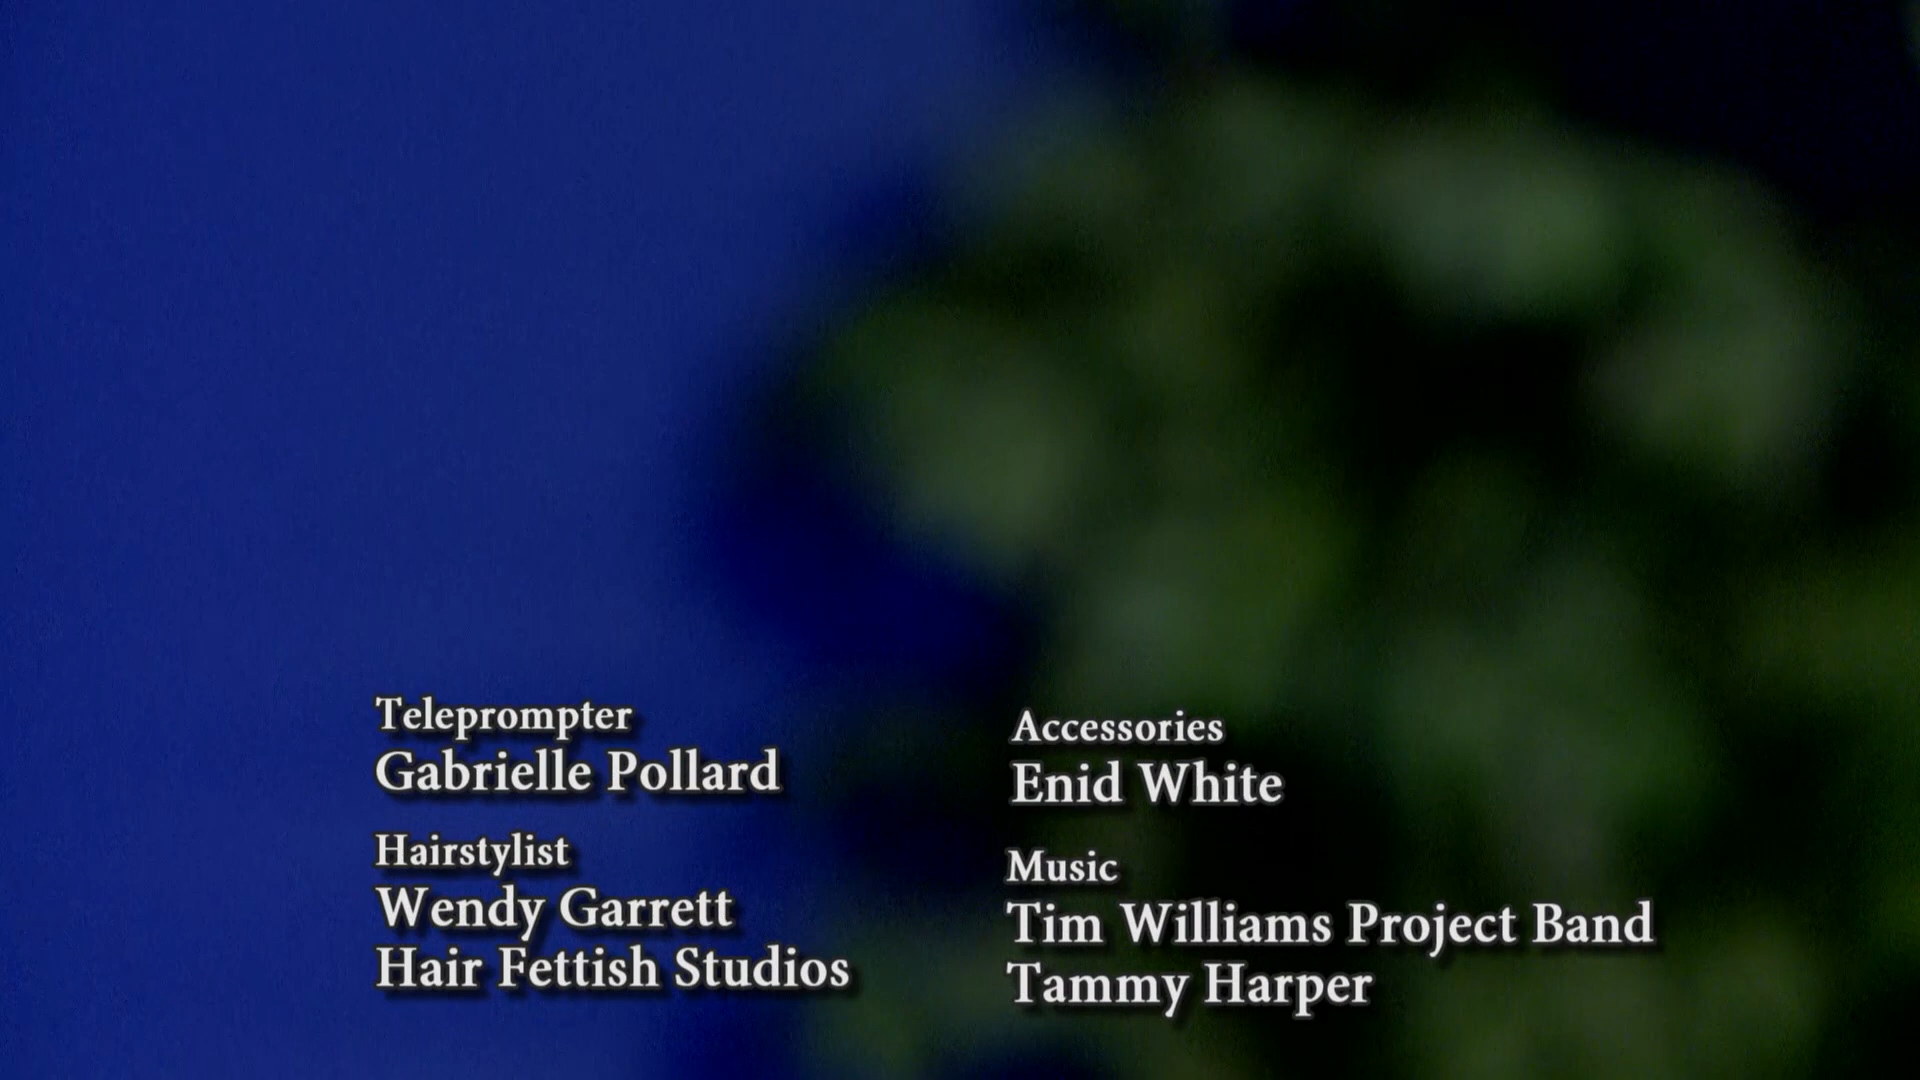 Teleprompter
Gabrielle Pollard
Hairstylist
Wendy Garrett
Hair Fettish Studios
Accessories
Enid White
Music
Tim Williams Project Band
Tammy Harper